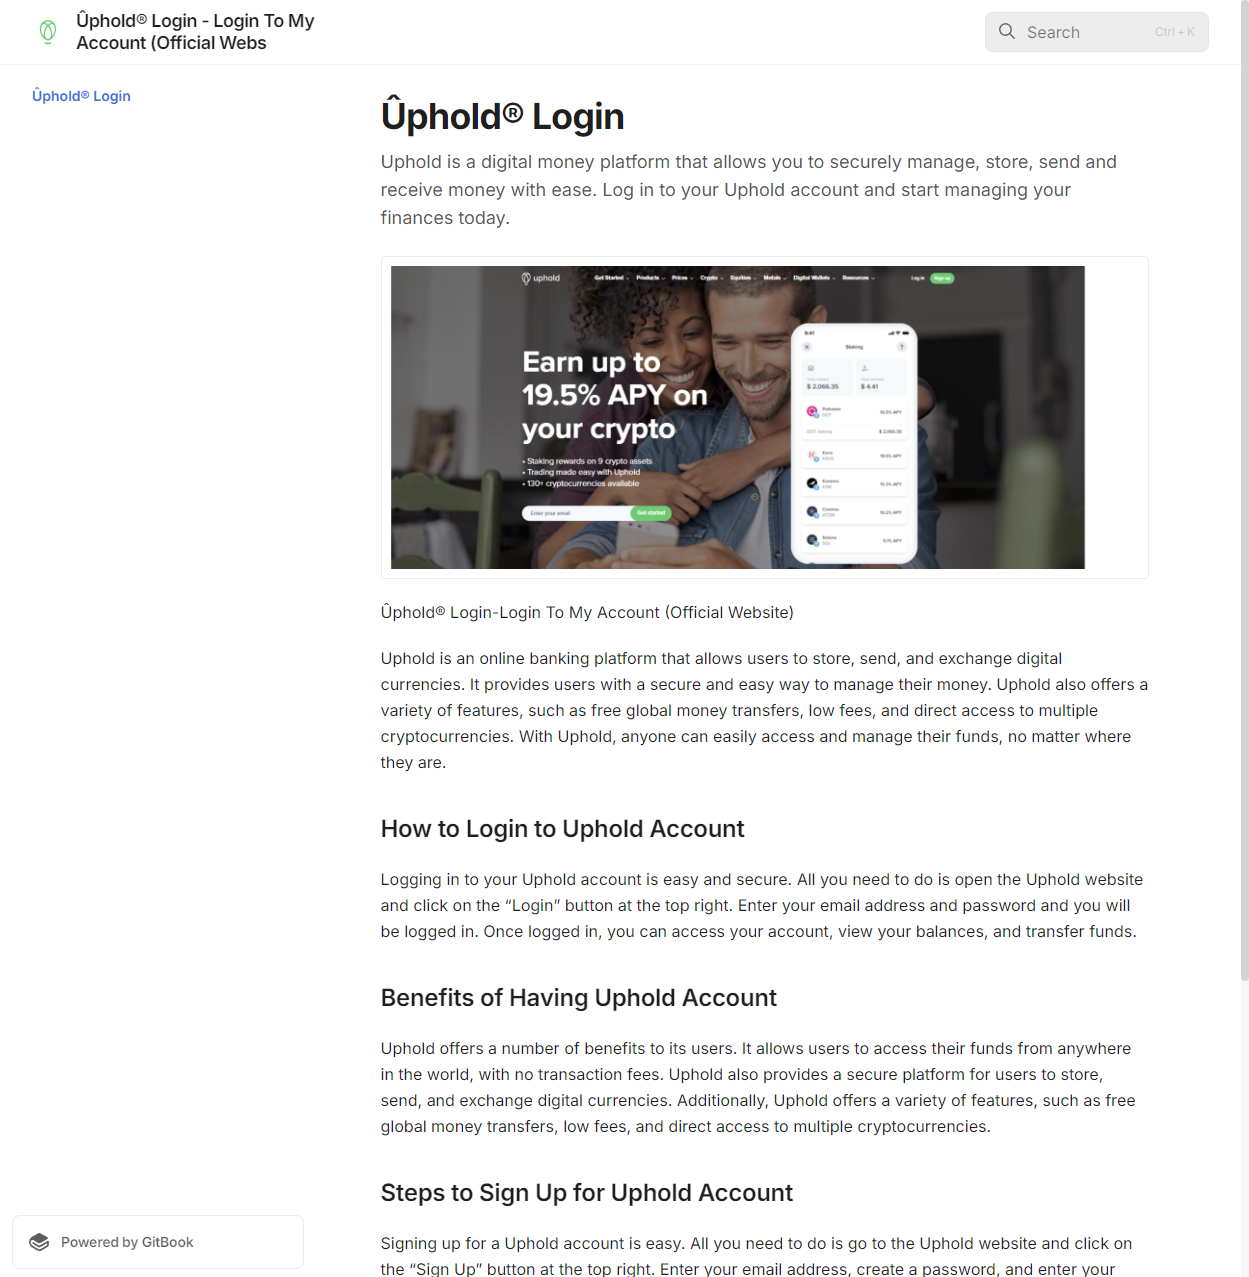 Ûphold® Login - Login To My
Account (Official Webs
Search
Ctrl + K
Ûphold® Login
Ûphold® Login
Uphold is a digital money platform that allows you to securely manage, store, send and
receive money with ease. Log in to your Uphold account and start managing your
finances today.
uphold
Get Started Products Prices Crypto Equities Metals Digital Wallets Resources Log in Sign up
Earn up to
19.5% APY on
your crypto
• Staking rewards on 9 crypto assets
• Trading made easy with Uphold
• 130+ cryptocurrencies available
Enter your email
Get started
9:41
Staking
$ 2,066.35
$ 4.41
Polkadot
DOT
DOT staking
$ 2,066.35
Kava
Kusama
Cosmos
ATOM
Solana
SOL
Ûphold® Login-Login To My Account (Official Website)
Uphold is an online banking platform that allows users to store, send, and exchange digital
currencies. It provides users with a secure and easy way to manage their money. Uphold also offers a
variety of features, such as free global money transfers, low fees, and direct access to multiple
cryptocurrencies. With Uphold, anyone can easily access and manage their funds, no matter where
they are.
How to Login to Uphold Account
Logging in to your Uphold account is easy and secure. All you need to do is open the Uphold website
and click on the “Login” button at the top right. Enter your email address and password and you will
be logged in. Once logged in, you can access your account, view your balances, and transfer funds.
Benefits of Having Uphold Account
Uphold offers a number of benefits to its users. It allows users to access their funds from anywhere
in the world, with no transaction fees. Uphold also provides a secure platform for users to store,
send, and exchange digital currencies. Additionally, Uphold offers a variety of features, such as free
global money transfers, low fees, and direct access to multiple cryptocurrencies.
Steps to Sign Up for Uphold Account
Signing up for a Uphold account is easy. All you need to do is go to the Uphold website and click on
the “Sign Up” button at the top right. Enter your email address, create a password, and enter your
Powered by GitBook